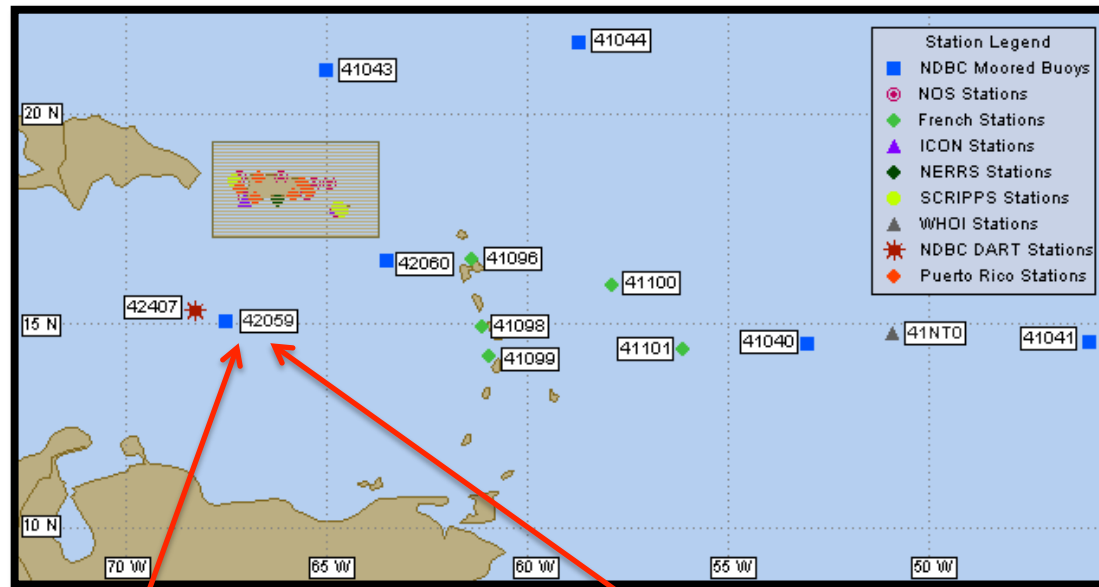 41044
41043
Station Legend
NDBC Moored Buoys
NOS Stations
French Stations
ICON Stations
NERRS Stations
SCRIPPS Stations
WHOI Stations
NDBC DART Stations
Puerto Rico Stations
20 N
42060
41096
41100
42407
42059
15 N
41098
41099
41101
41040
41NT0
41041
10 N
70 W
65 W
60 W
55 W
50 W